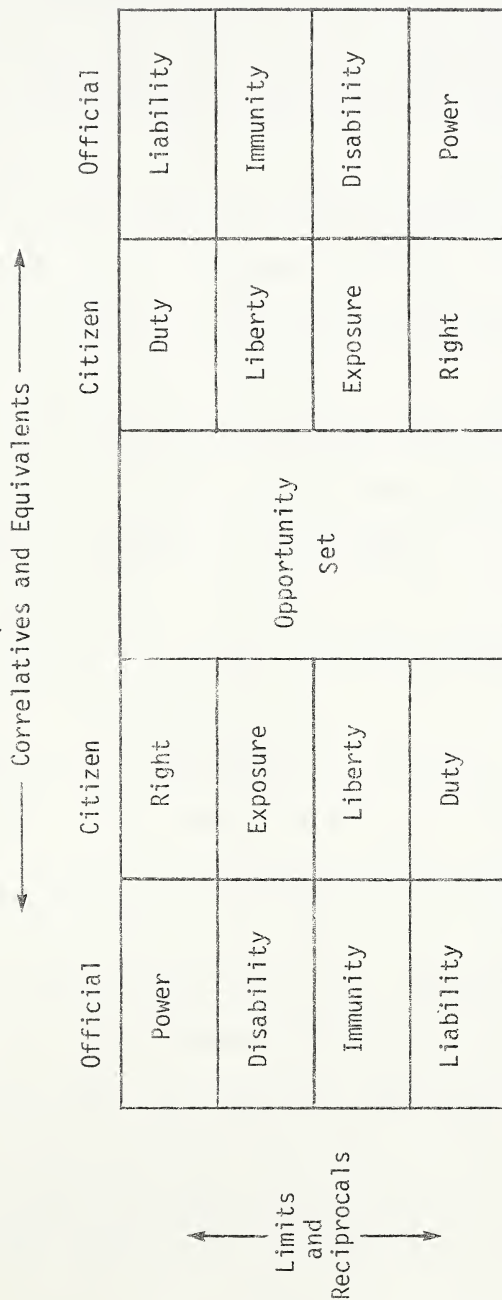 Correlatives and Equivalents
Official Citizen Citizen Official
Limits
and
Reciprocals
Power Right Opportunity
Set Duty Liability
Disability Exposure Liberty Immunity
Immunity Liberty Exposure Disability
Liability Duty Right Power